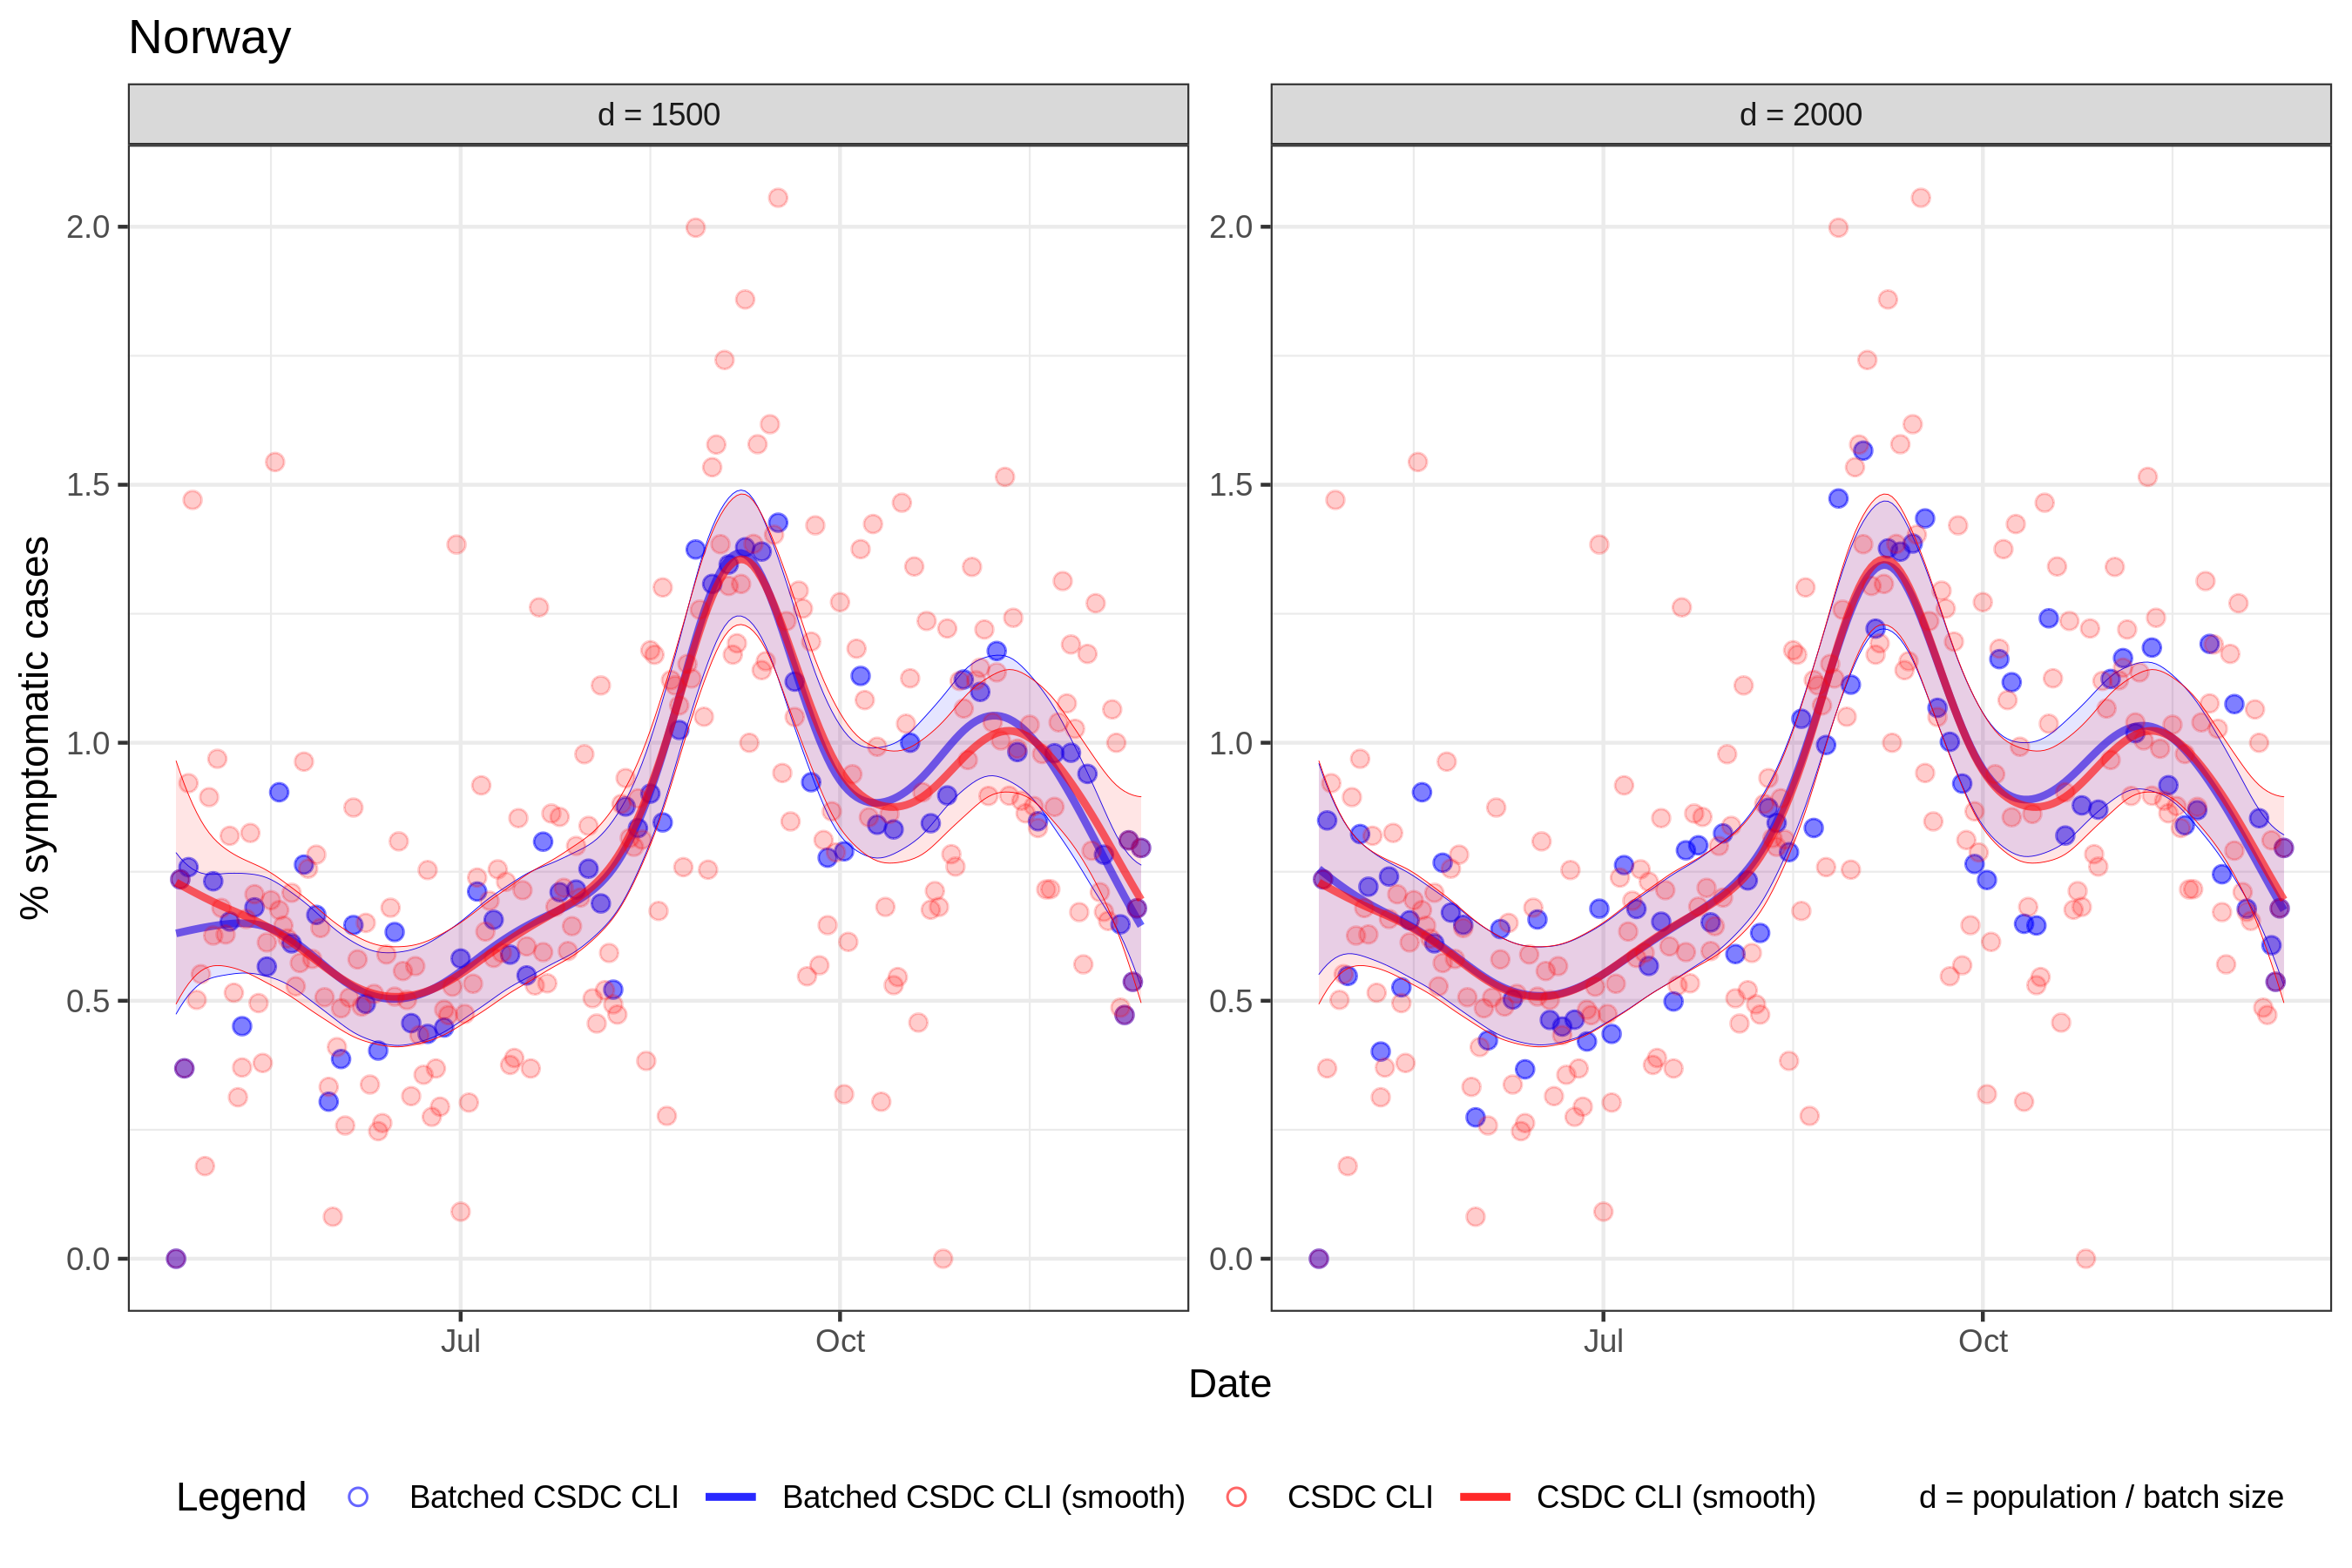 Norway
d = 1500
d = 2000
% symptomatic cases
2.0
1.5
1.0
0.5
0.0
2.0
1.5
1.0
0.5
0.0
Jul
Oct
Jul
Oct
Date
Legend
Batched CSDC CLI
Batched CSDC CLI (smooth)
CSDC CLI
CSDC CLI (smooth)
d = population / batch size